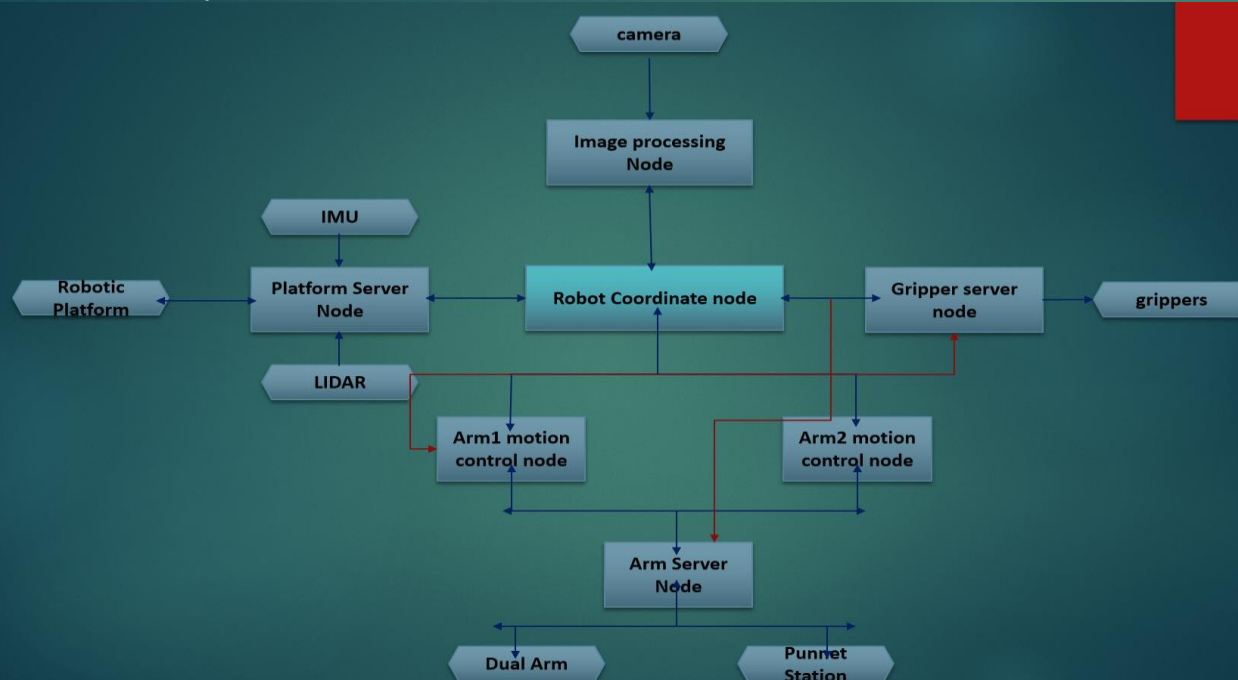 camera
Image processing
Node
IMU
Robotic
Platform
Platform Server
Node
Robot Coordinate node
Gripper server
node
grippers
LIDAR
Arm1 motion
control node
Arm2 motion
control node
Arm Server
Node
Dual Arm
Punnet
Station